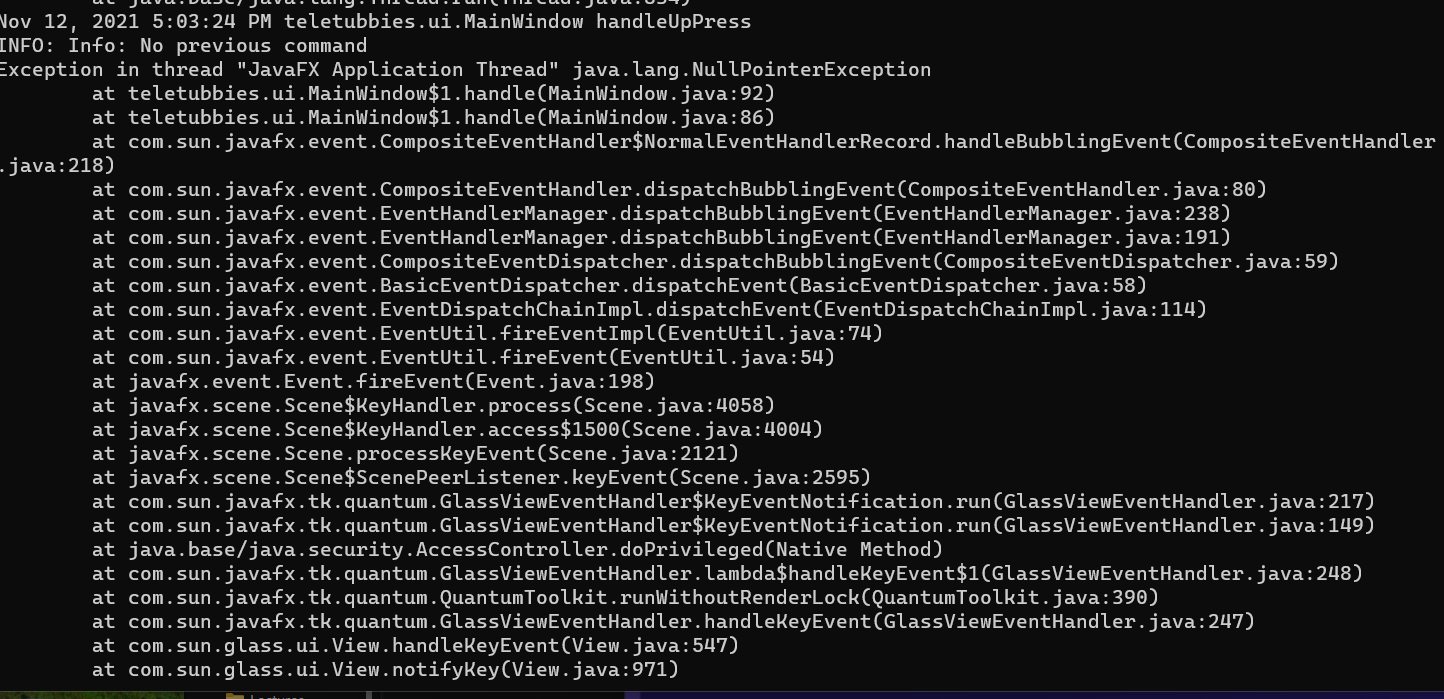 at java.base/java.lang.Thread.run(Thread.java:834)
Nov 12, 2021 5:03:24 PM teletubbies.ui.MainWindow handleUpPress
INFO: Info: No previous command
Exception in thread "JavaFX Application Thread" java.lang.NullPointerException
at teletubbies.ui.MainWindow$1.handle(MainWindow.java:92)
at teletubbies.ui.MainWindow$1.handle(MainWindow.java:86)
at com.sun.javafx.event.CompositeEventHandler$NormalEventHandlerRecord.handleBubblingEvent(CompositeEventHandler
.java:218)
at com.sun.javafx.event.CompositeEventHandler.dispatchBubblingEvent(CompositeEventHandler.java:80)
at com.sun.javafx.event.EventHandlerManager.dispatchBubblingEvent(EventHandlerManager.java:238)
at com.sun.javafx.event.EventHandlerManager.dispatchBubblingEvent(EventHandlerManager.java:191)
at com.sun.javafx.event.CompositeEventDispatcher.dispatchBubblingEvent(CompositeEventDispatcher.java:59)
at com.sun.javafx.event.BasicEventDispatcher.dispatchEvent(BasicEventDispatcher.java:58)
at com.sun.javafx.event.EventDispatchChainImpl.dispatchEvent(EventDispatchChainImpl.java:114)
at com.sun.javafx.event.EventUtil.fireEventImpl(EventUtil.java:74)
at com.sun.javafx.event.EventUtil.fireEvent(EventUtil.java:54)
at javafx.event.Event.fireEvent(Event.java:198)
at javafx.scene.Scene$KeyHandler.process(Scene.java:4058)
at javafx.scene.Scene$KeyHandler.access$1500(Scene.java:4004)
at javafx.scene.Scene.processKeyEvent(Scene.java:2121)
at javafx.scene.Scene$ScenePeerListener.keyEvent(Scene.java:2595)
at com.sun.javafx.tk.quantum.GlassViewEventHandler$KeyEventNotification.run(GlassViewEventHandler.java:217)
at com.sun.javafx.tk.quantum.GlassViewEventHandler$KeyEventNotification.run(GlassViewEventHandler.java:149)
at java.base/java.security.AccessController.doPrivileged(Native Method)
at com.sun.javafx.tk.quantum.GlassViewEventHandler.lambda$handleKeyEvent$1(GlassViewEventHandler.java:248)
at com.sun.javafx.tk.quantum.QuantumToolkit.runWithoutRenderLock(QuantumToolkit.java:390)
at com.sun.javafx.tk.quantum.GlassViewEventHandler.handleKeyEvent(GlassViewEventHandler.java:247)
at com.sun.glass.ui.View.handleKeyEvent(View.java:547)
at com.sun.glass.ui.View.notifyKey(View.java:971)